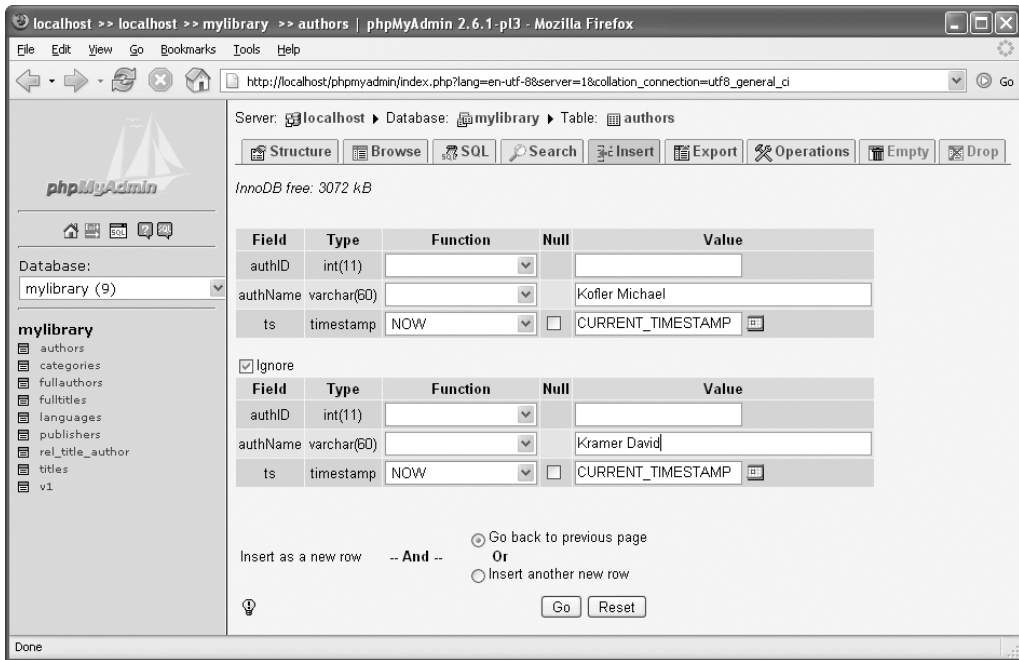 localhost >> localhost >> mylibrary >> authors | phpMyAdmin 2.6.1-pl3 - Mozilla Firefox
File Edit View Go Bookmarks Tools Help
http://localhost/phpmyadmin/index.php?lang=en-utf-8&server=1&collation_connection=utf8_general_ci Go
phpMyAdmin
SQL
Database:
mylibrary (9)
mylibrary
authors
categories
fullauthors
fulltitles
languages
publishers
rel_title_author
titles
v1
Server: localhost Database: mylibrary Table: authors
Structure Browse SQL Search Insert Export Operations Empty Drop
InnoDB free: 3072 kB
Field Type Function Null Value
authID int(11)
authName varchar(60) Kofler Michael
ts timestamp NOW CURRENT_TIMESTAMP
Ignore
Field Type Function Null Value
authID int(11)
authName varchar(60) Kramer David
ts timestamp NOW CURRENT_TIMESTAMP
Insert as a new row -- And -- Go back to previous page
Or
Insert another new row
Go Reset
Done